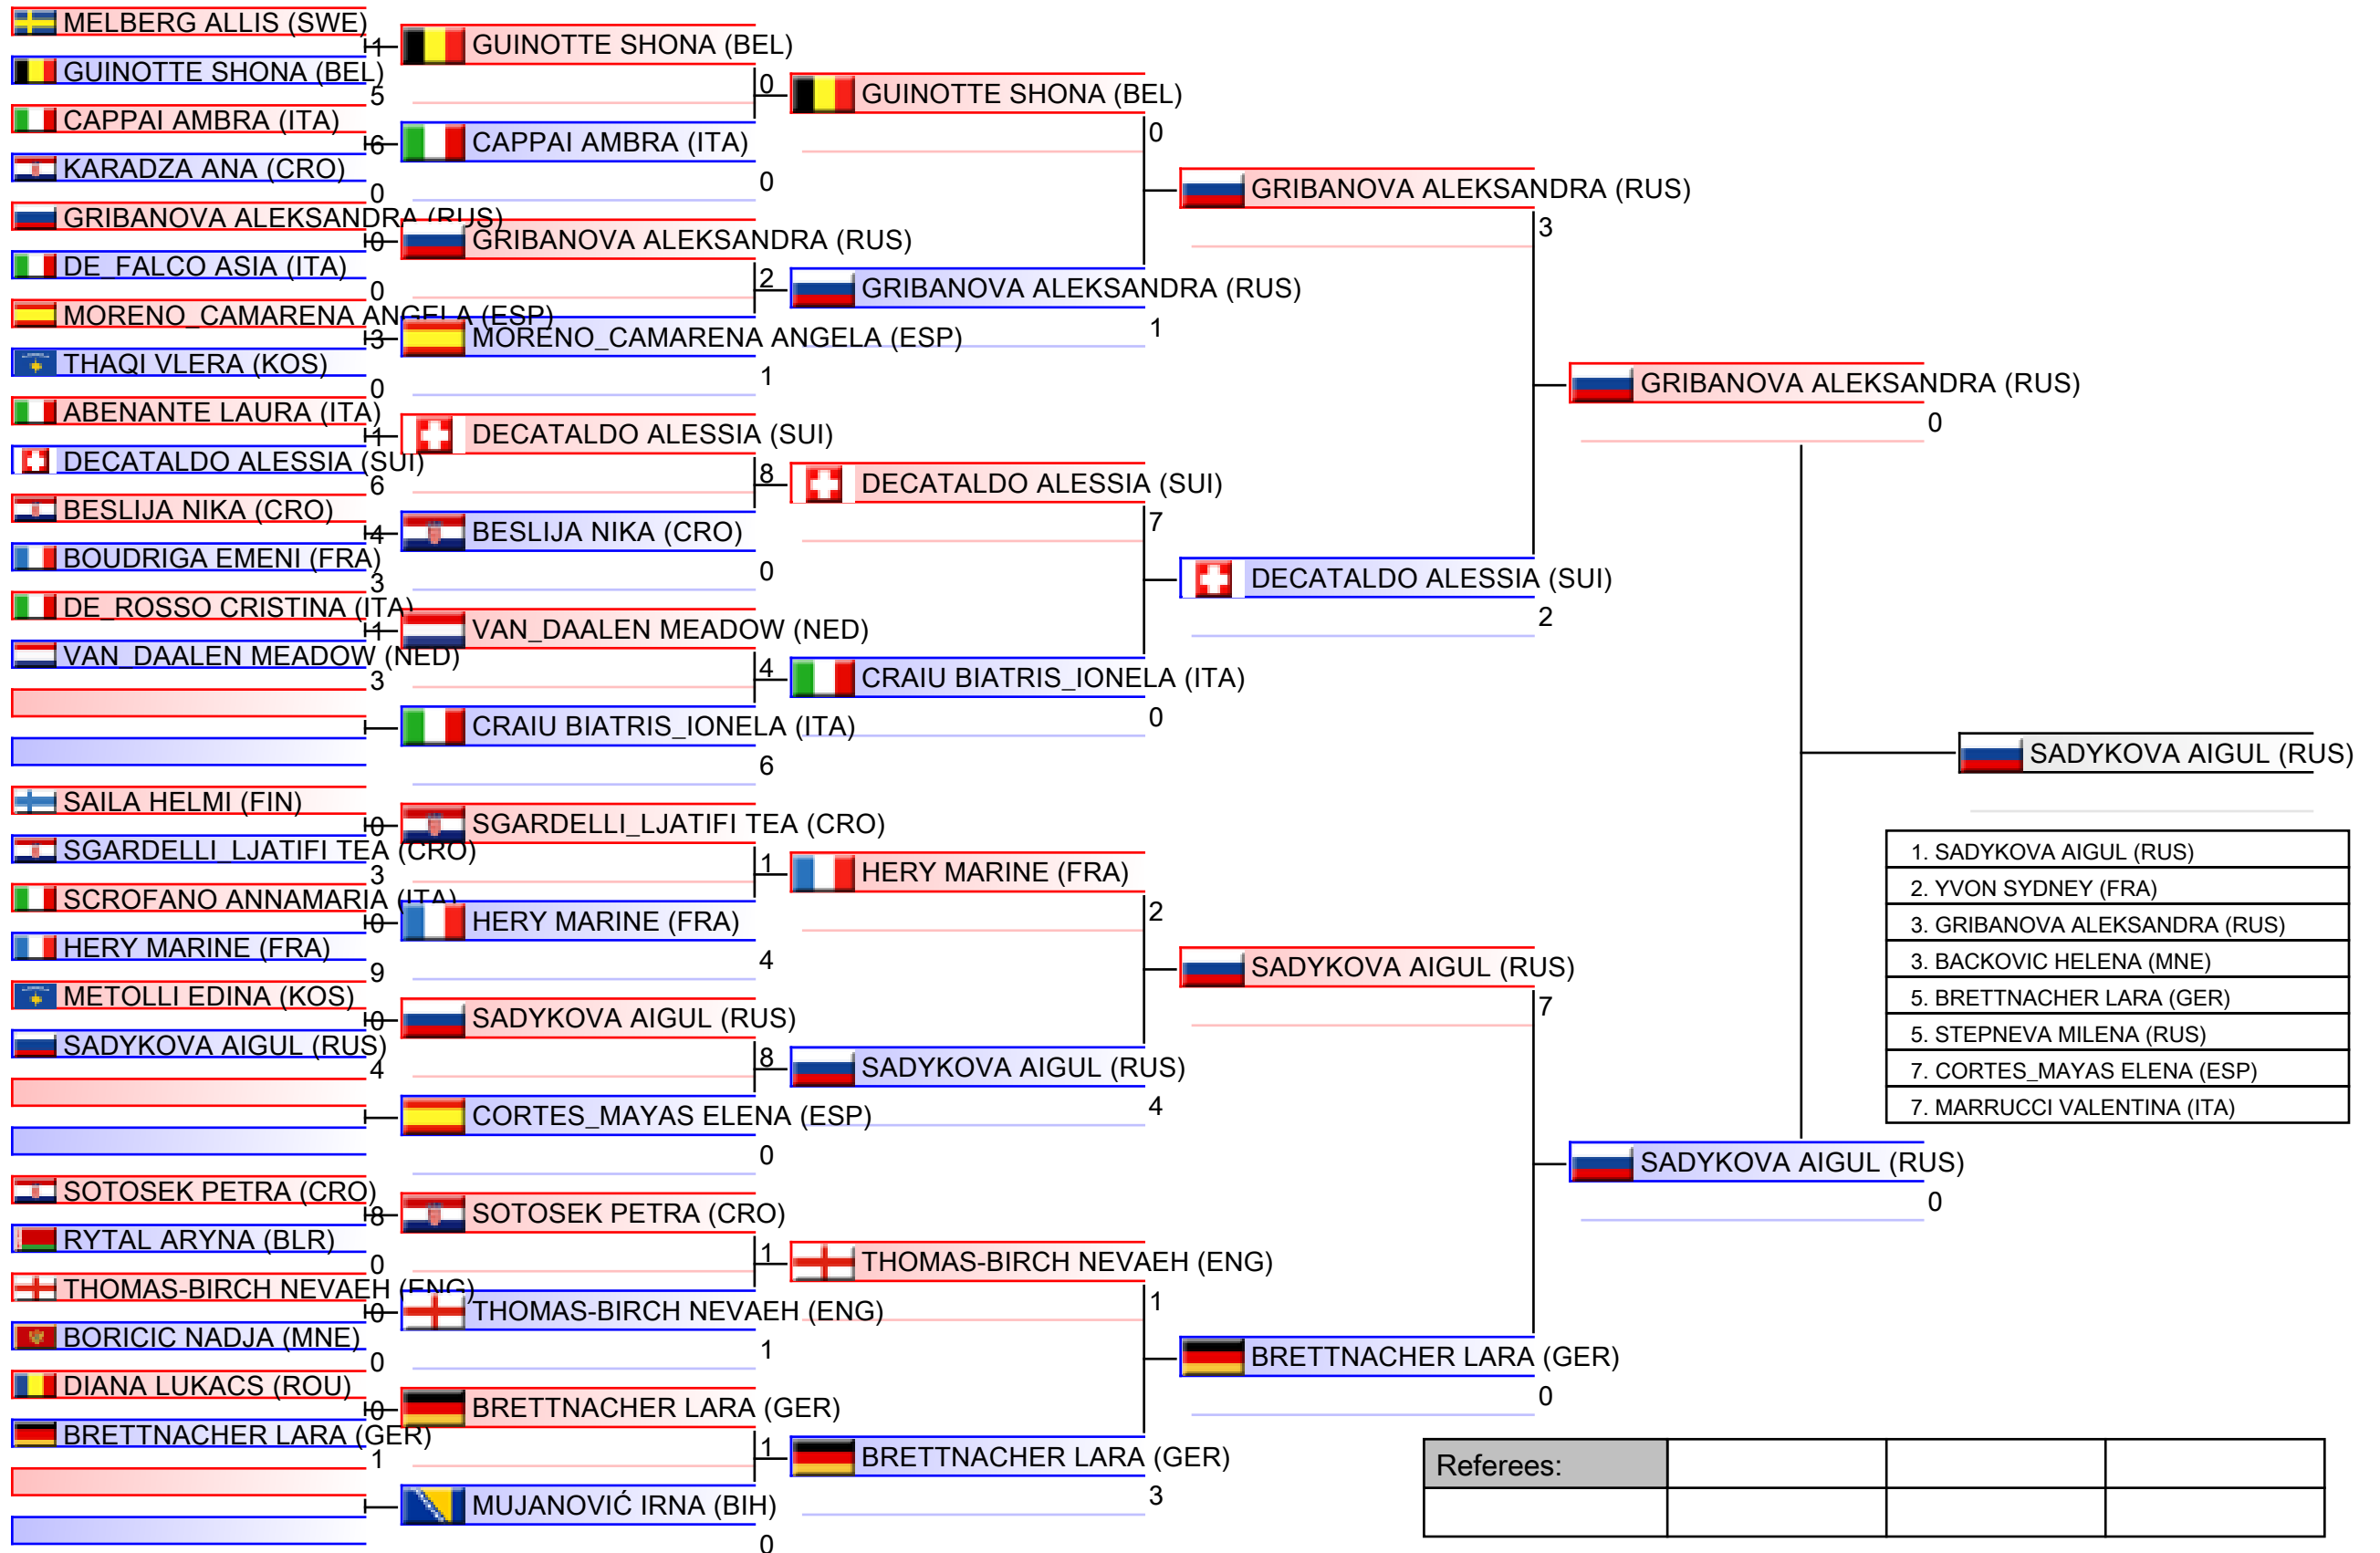 MELBERG ALLIS (SWE)
1
GUINOTTE SHONA (BEL)
5
CAPPAI AMBRA (ITA)
6
KARADZA ANA (CRO)
0
GRIBANOVA ALEKSANDRA (RUS)
0
DE_FALCO ASIA (ITA)
0
MORENO_CAMARENA ANGELA (ESP)
3
THAQI VLERA (KOS)
0
ABENANTE LAURA (ITA)
1
DECATALDO ALESSIA (SUI)
6
BESLIJA NIKA (CRO)
4
BOUDRIGA EMENI (FRA)
3
DE_ROSSO CRISTINA (ITA)
1
VAN_DAALEN MEADOW (NED)
3
SAILA HELMI (FIN)
0
SGARDELLI_LJATIFI TEA (CRO)
3
SCROFANO ANNAMARIA (ITA)
0
HERY MARINE (FRA)
9
METOLLI EDINA (KOS)
0
SADYKOVA AIGUL (RUS)
4
SOTOSEK PETRA (CRO)
8
RYTAL ARYNA (BLR)
0
THOMAS-BIRCH NEVAEH (ENG)
0
BORICIC NADJA (MNE)
0
DIANA LUKACS (ROU)
0
BRETTNACHER LARA (GER)
1
GUINOTTE SHONA (BEL)
0
CAPPAI AMBRA (ITA)
0
GRIBANOVA ALEKSANDRA (RUS)
2
MORENO_CAMARENA ANGELA (ESP)
1
DECATALDO ALESSIA (SUI)
8
BESLIJA NIKA (CRO)
0
VAN_DAALEN MEADOW (NED)
4
CRAIU BIATRIS_IONELA (ITA)
6
SGARDELLI_LJATIFI TEA (CRO)
1
HERY MARINE (FRA)
4
SADYKOVA AIGUL (RUS)
8
CORTES_MAYAS ELENA (ESP)
0
SOTOSEK PETRA (CRO)
1
THOMAS-BIRCH NEVAEH (ENG)
1
BRETTNACHER LARA (GER)
1
MUJANOVIĆ IRNA (BIH)
0
GUINOTTE SHONA (BEL)
0
GRIBANOVA ALEKSANDRA (RUS)
1
DECATALDO ALESSIA (SUI)
7
CRAIU BIATRIS_IONELA (ITA)
0
HERY MARINE (FRA)
2
SADYKOVA AIGUL (RUS)
4
THOMAS-BIRCH NEVAEH (ENG)
1
BRETTNACHER LARA (GER)
3
GRIBANOVA ALEKSANDRA (RUS)
3
DECATALDO ALESSIA (SUI)
2
SADYKOVA AIGUL (RUS)
7
BRETTNACHER LARA (GER)
0
GRIBANOVA ALEKSANDRA (RUS)
0
SADYKOVA AIGUL (RUS)
0
SADYKOVA AIGUL (RUS)
1. SADYKOVA AIGUL (RUS)
2. YVON SYDNEY (FRA)
3. GRIBANOVA ALEKSANDRA (RUS)
3. BACKOVIC HELENA (MNE)
5. BRETTNACHER LARA (GER)
5. STEPNEVA MILENA (RUS)
7. CORTES_MAYAS ELENA (ESP)
7. MARRUCCI VALENTINA (ITA)
Referees: